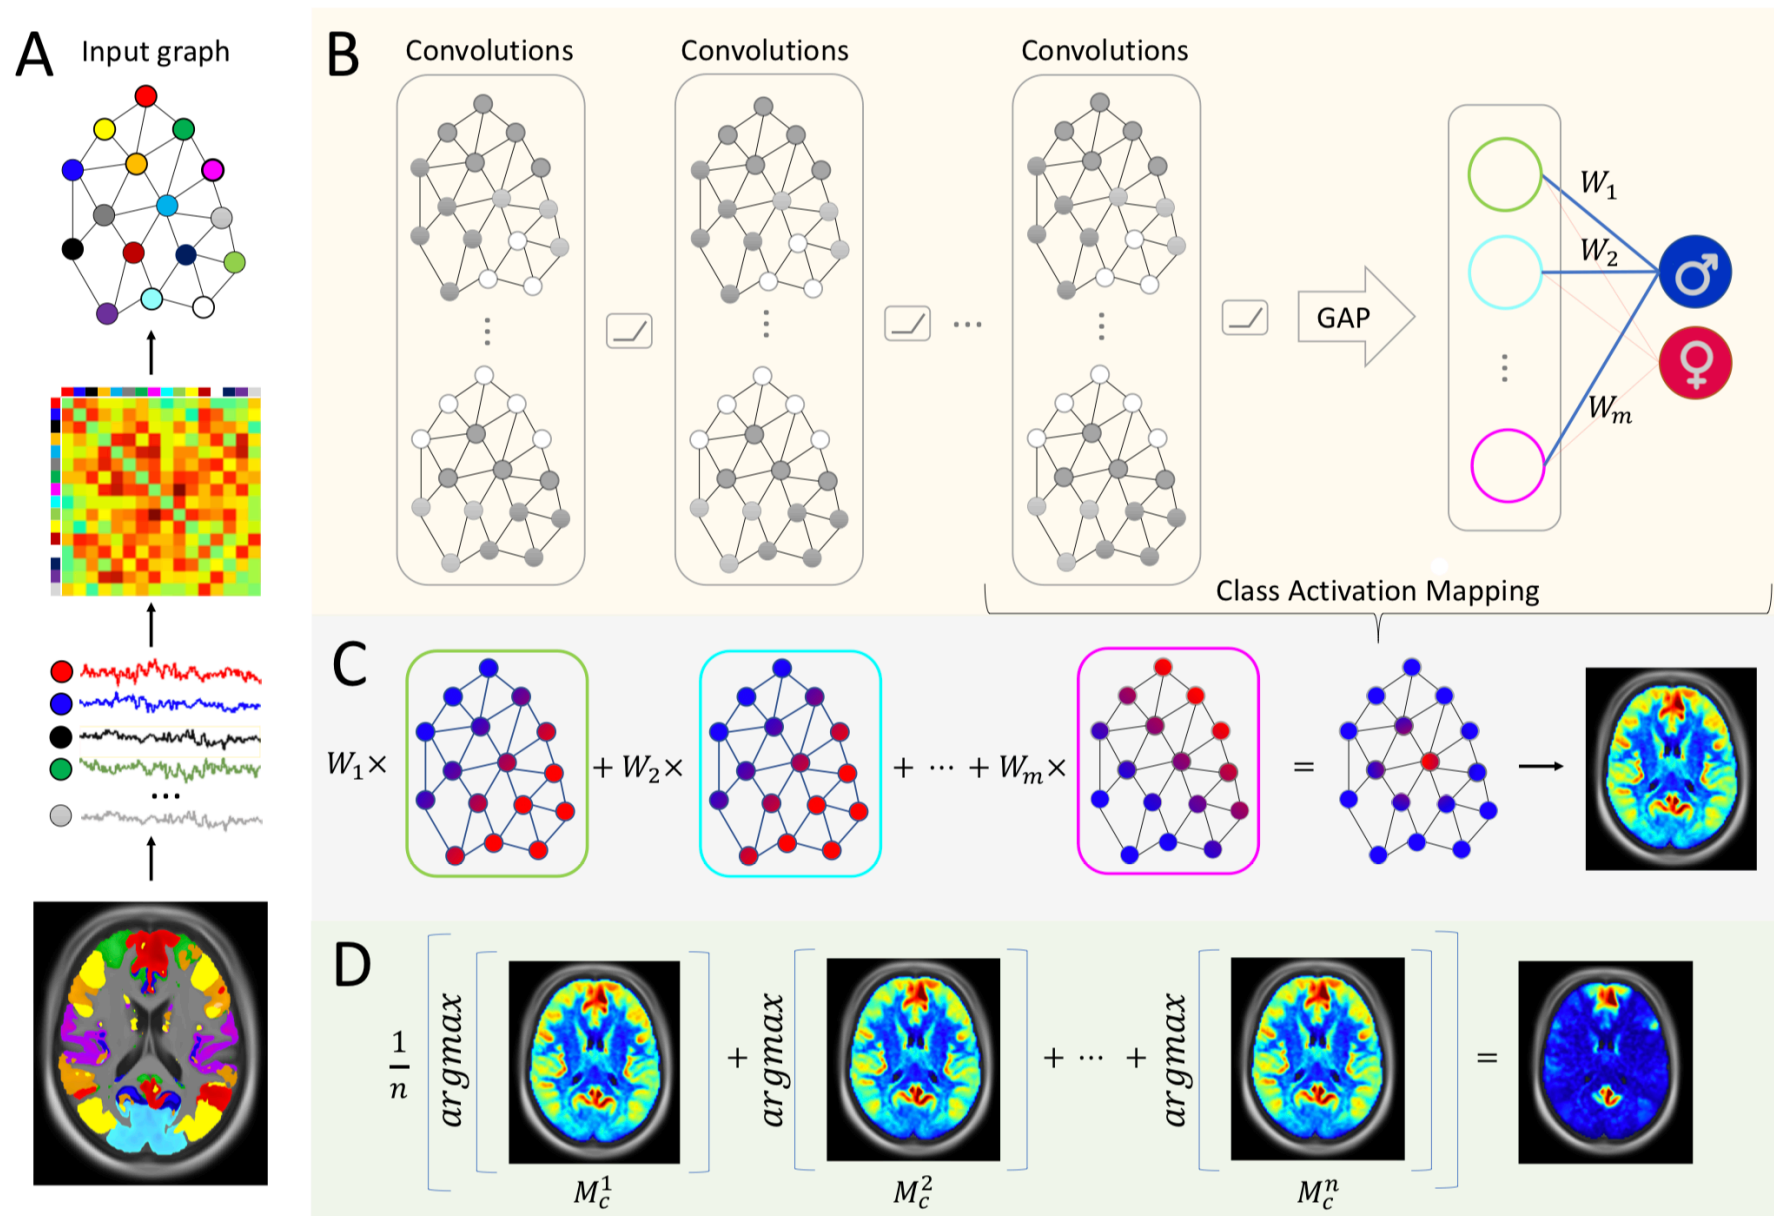 A
Input graph
B
Convolutions
Convolutions
Convolutions
...
GAP
W₁
W₂
Wₘ
Class Activation Mapping
...
C
W₁× + W₂× + ⋯ + Wₘ× =
D
1/n [argmax [M_c^1] + argmax [M_c^2] + ⋯ + argmax [M_c^n]] =